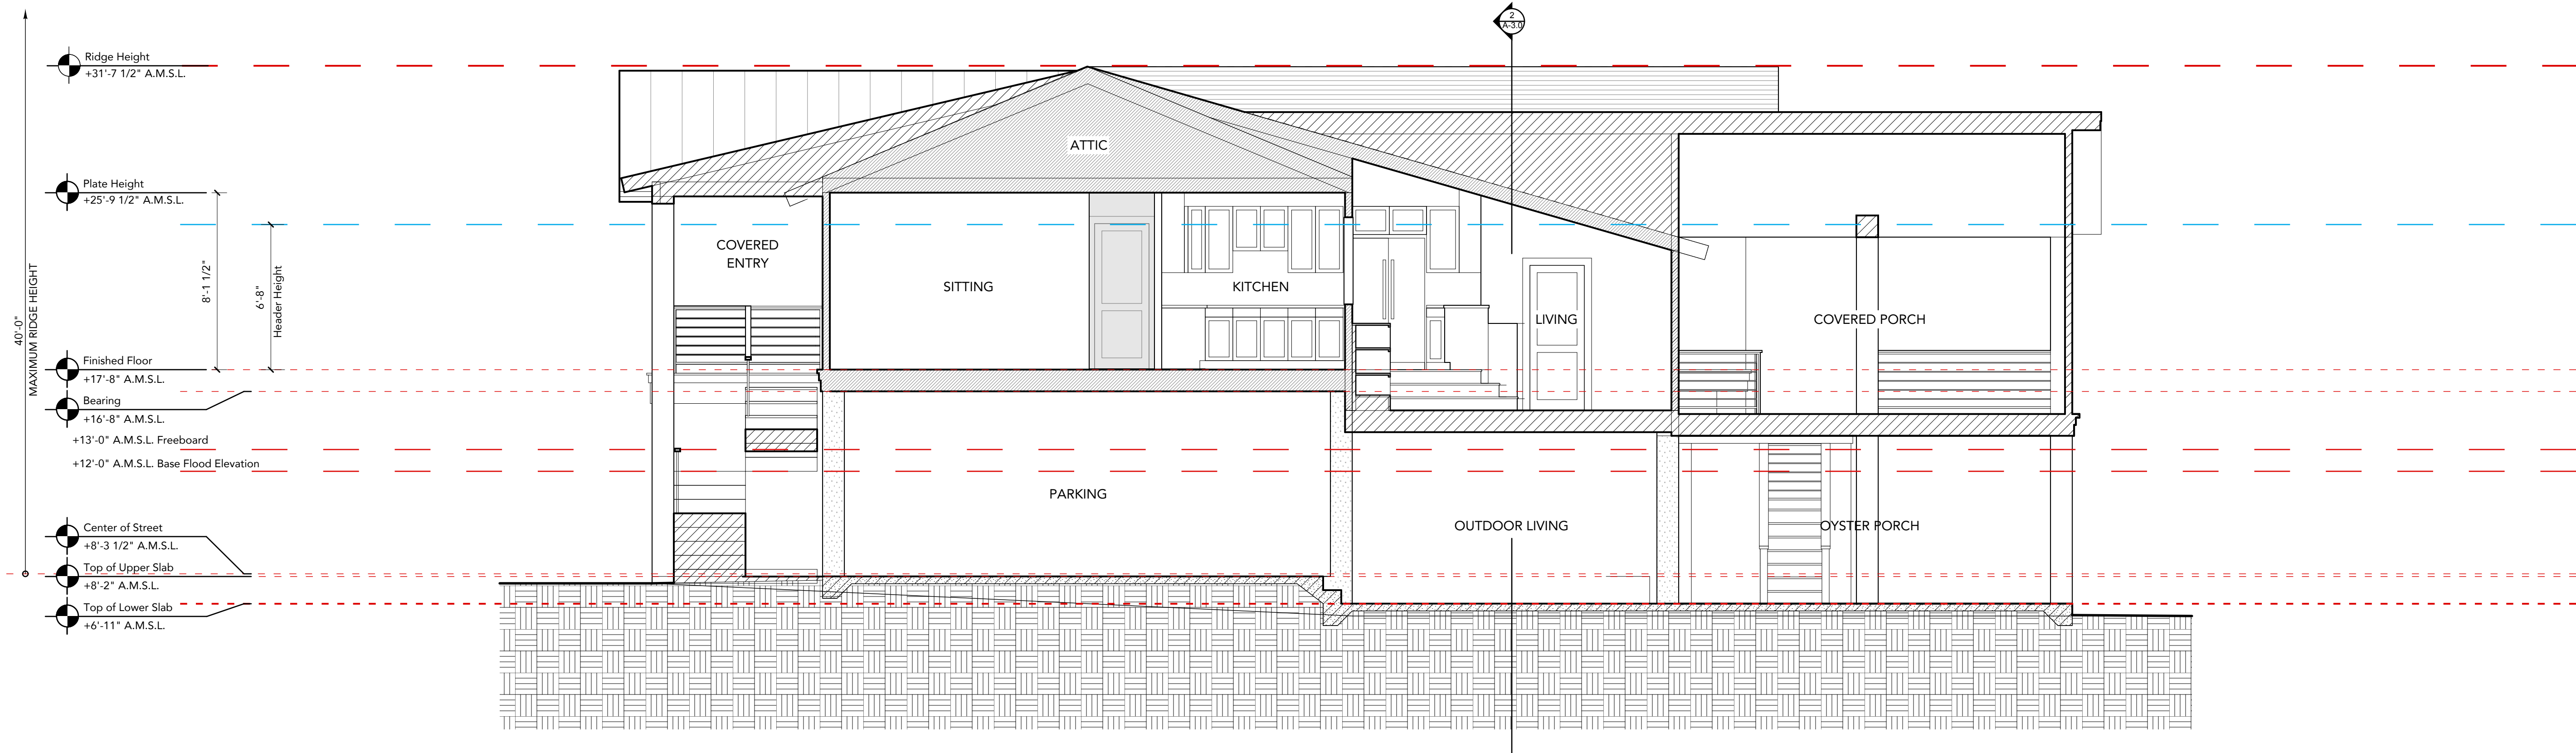 2
A-3.0
Ridge Height
+31'-7 1/2" A.M.S.L.
ATTIC
Plate Height
+25'-9 1/2" A.M.S.L.
COVERED
ENTRY
SITTING
KITCHEN
LIVING
COVERED PORCH
8'-1 1/2"
6'-8"
Header Height
40'-0"
MAXIMUM RIDGE HEIGHT
Finished Floor
+17'-8" A.M.S.L.
Bearing
+16'-8" A.M.S.L.
+13'-0" A.M.S.L. Freeboard
+12'-0" A.M.S.L. Base Flood Elevation
PARKING
OUTDOOR LIVING
OYSTER PORCH
Center of Street
+8'-3 1/2" A.M.S.L.
Top of Upper Slab
+8'-2" A.M.S.L.
Top of Lower Slab
+6'-11" A.M.S.L.